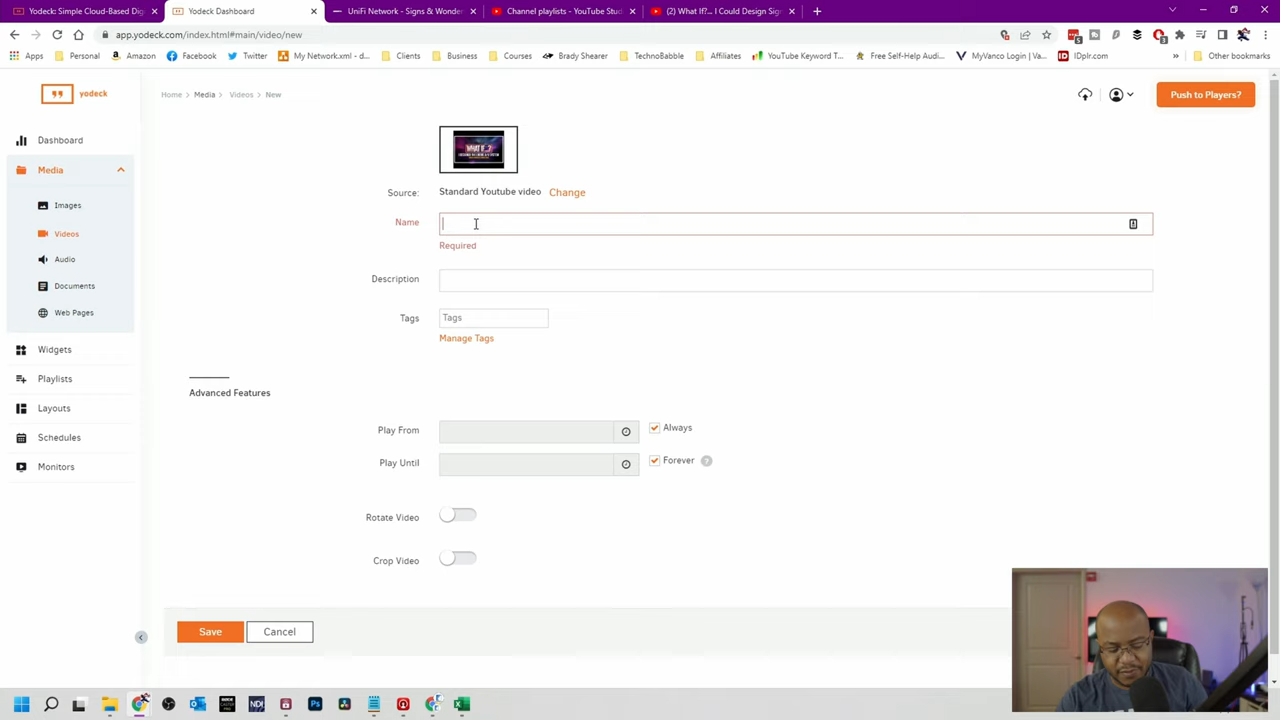 Yodeck: Simple Cloud-Based Digi
Yodeck Dashboard
UniFi Network - Signs & Wonder
Channel playlists - YouTube Stud
(2) What If?... I Could Design Sign
app.yodeck.com/index.html#main/video/new
Apps
Personal
Amazon
Facebook
Twitter
My Network.xml - d...
Clients
Business
Courses
Brady Shearer
TechnoBabble
Affiliates
YouTube Keyword T...
Free Self-Help Audi...
MyVanco Login | Va...
IDplr.com
Other bookmarks
yodeck
Home > Media > Videos > New
Push to Players?
Dashboard
Media
Images
Videos
Audio
Documents
Web Pages
Widgets
Playlists
Layouts
Schedules
Monitors
WHAT IF...?
Source: Standard Youtube video Change
Name
Required
Description
Tags Tags
Manage Tags
Advanced Features
Play From Always
Play Until Forever ?
Rotate Video
Crop Video
Save Cancel